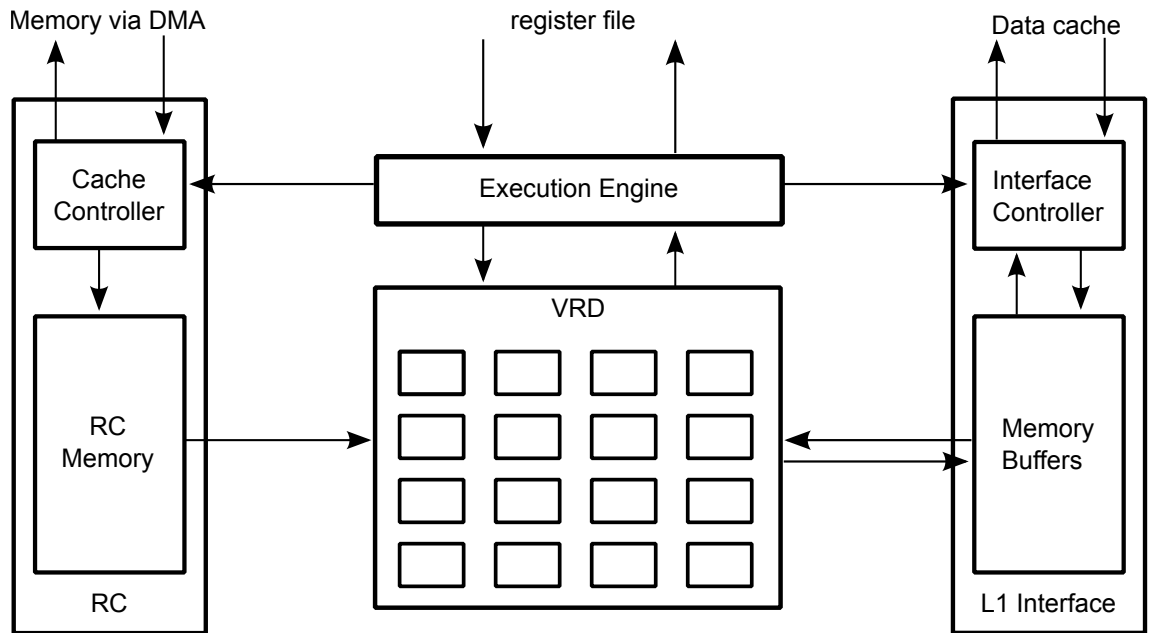 Memory via DMA
register file
Data cache
Cache
Controller
Execution Engine
Interface
Controller
VRD
RC
Memory
Memory
Buffers
RC
L1 Interface